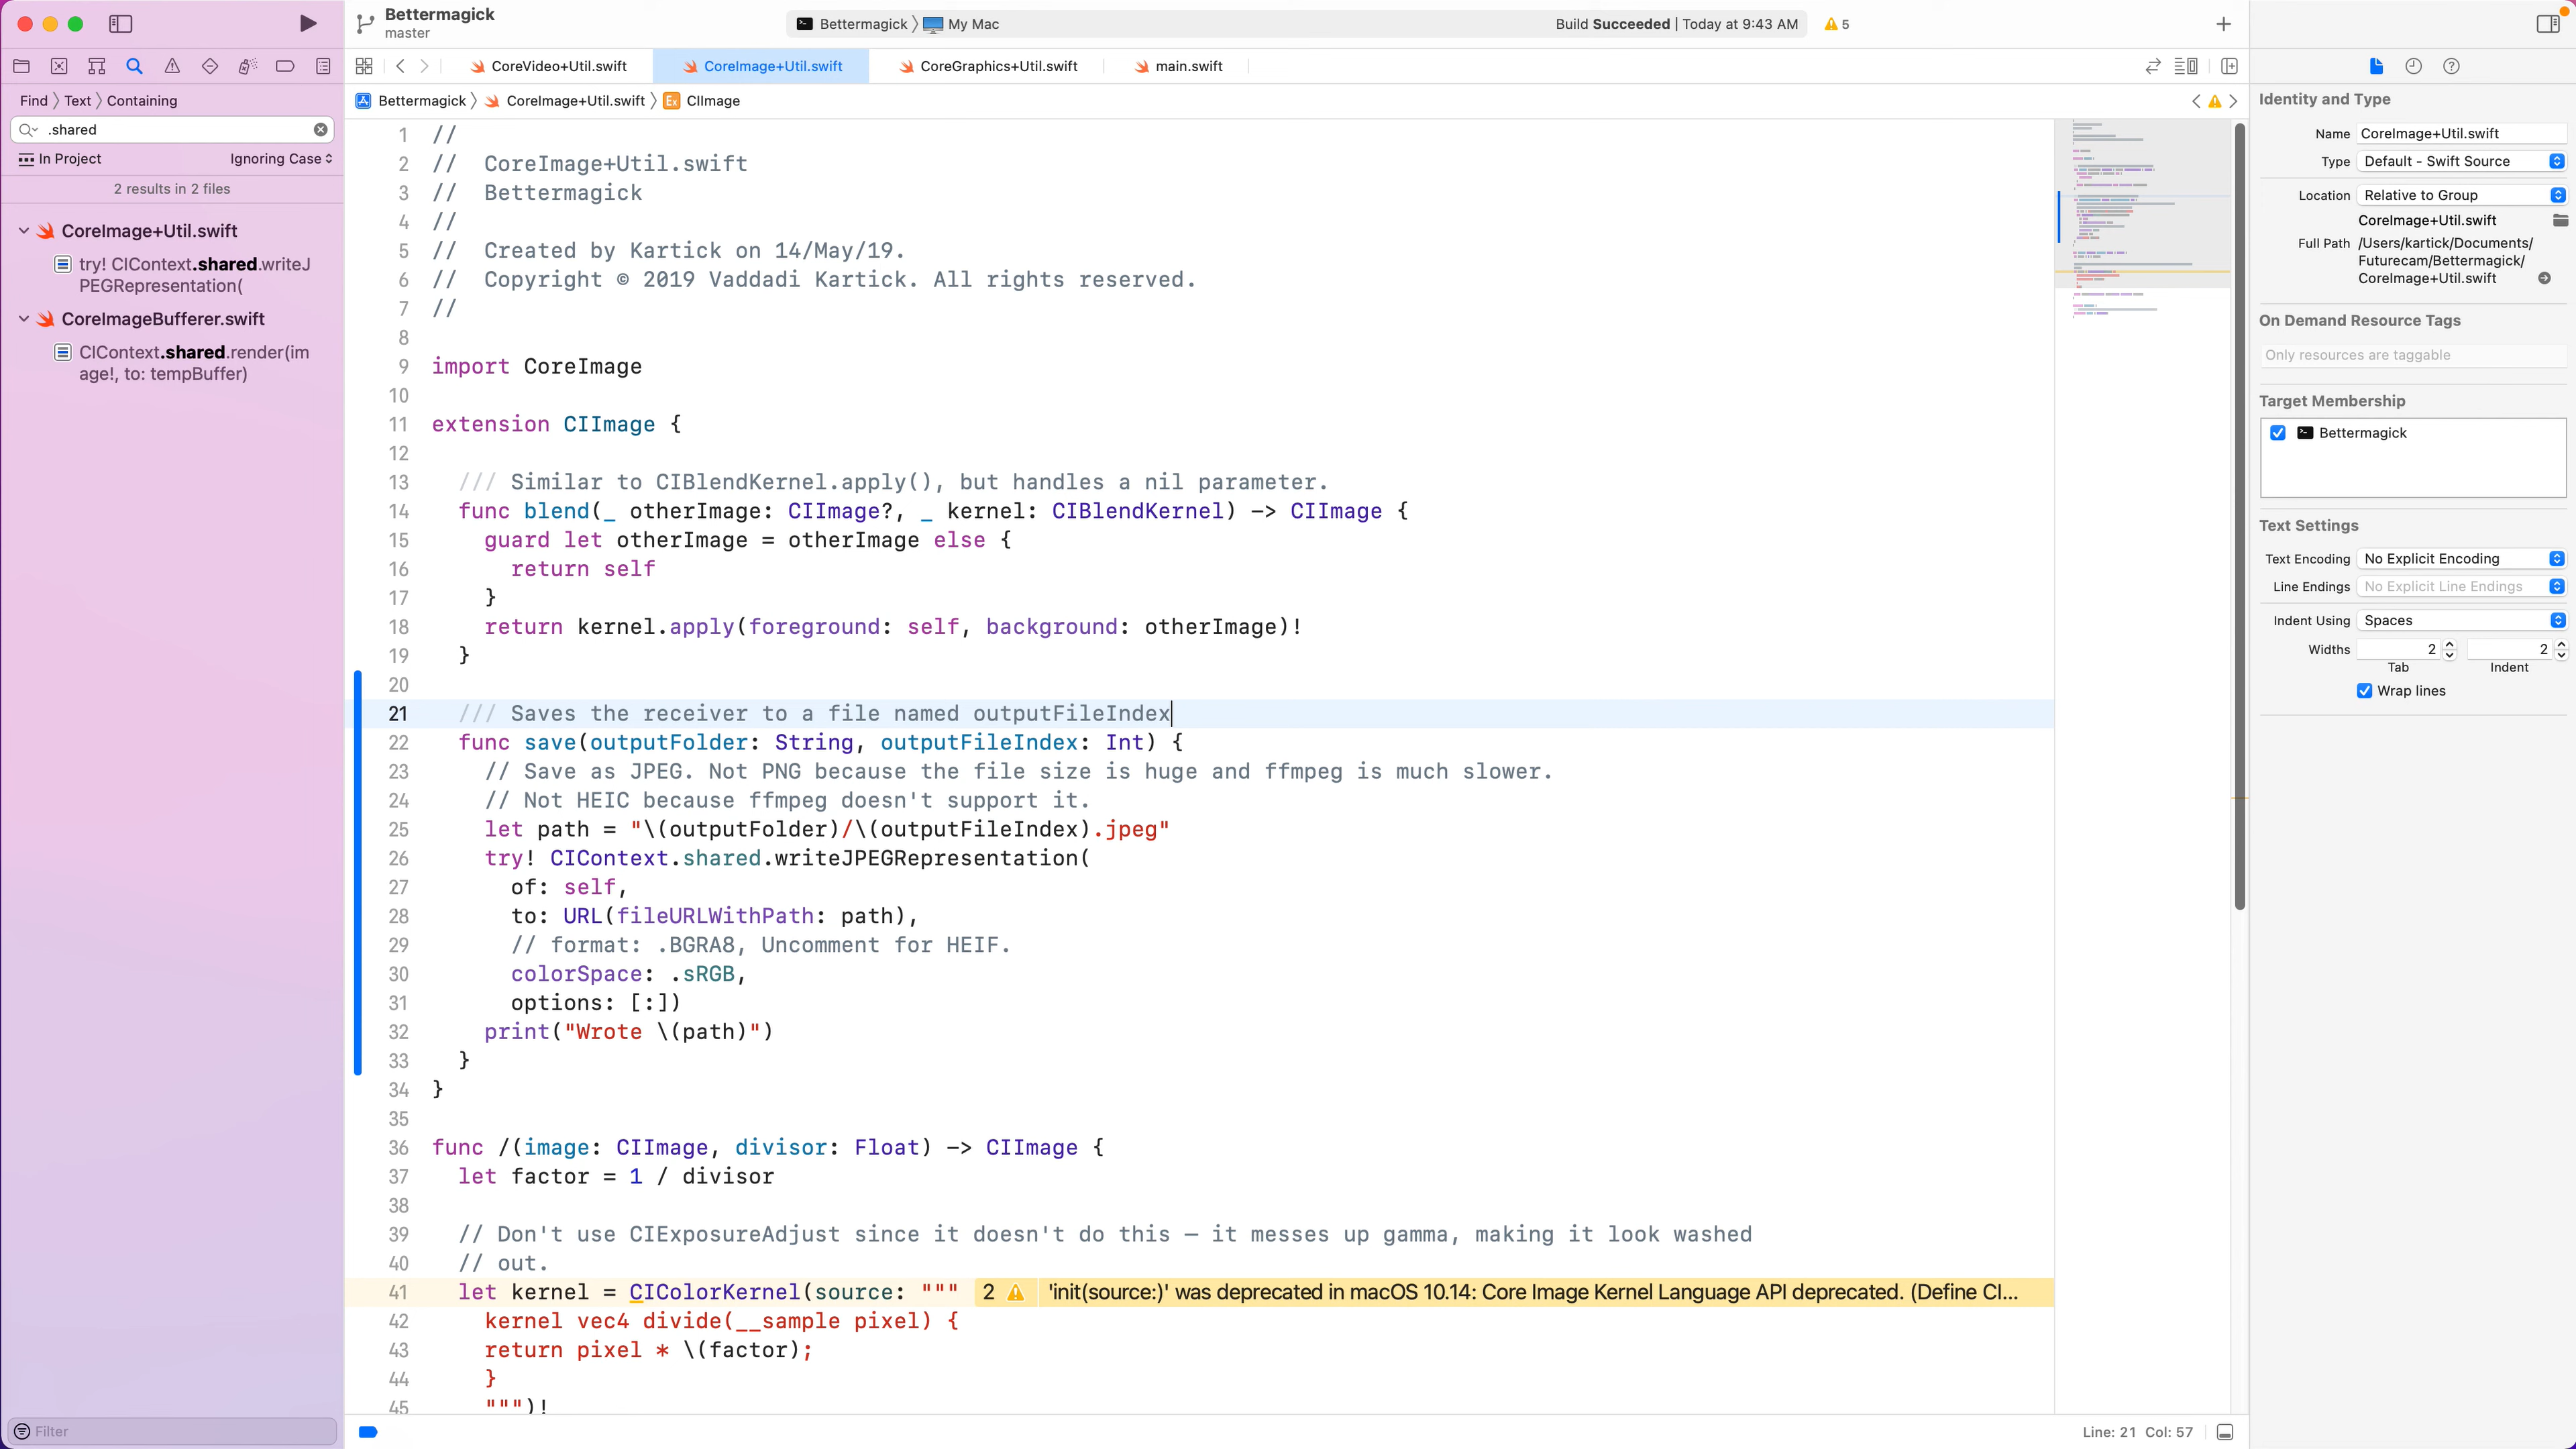 Bettermagick
master
Bettermagick
My Mac
Build Succeeded | Today at 9:43 AM
5
CoreVideo+Util.swift
CoreImage+Util.swift
CoreGraphics+Util.swift
main.swift
Find
Text
Containing
.shared
In Project
Ignoring Case
2 results in 2 files
CoreImage+Util.swift
try! CIContext.shared.writeJ
PEGRepresentation(
CoreImageBufferer.swift
CIContext.shared.render(im
age!, to: tempBuffer)
Filter
Bettermagick
CoreImage+Util.swift
Ex
CIImage
1 //
2 //  CoreImage+Util.swift
3 //  Bettermagick
4 //
5 //  Created by Kartick on 14/May/19.
6 //  Copyright © 2019 Vaddadi Kartick. All rights reserved.
7 //
8
9 import CoreImage
10
11 extension CIImage {
12
13   /// Similar to CIBlendKernel.apply(), but handles a nil parameter.
14   func blend(_ otherImage: CIImage?, _ kernel: CIBlendKernel) -> CIImage {
15     guard let otherImage = otherImage else {
16       return self
17     }
18     return kernel.apply(foreground: self, background: otherImage)!
19   }
20
21   /// Saves the receiver to a file named outputFileIndex
22   func save(outputFolder: String, outputFileIndex: Int) {
23     // Save as JPEG. Not PNG because the file size is huge and ffmpeg is much slower.
24     // Not HEIC because ffmpeg doesn't support it.
25     let path = "\(outputFolder)/\(outputFileIndex).jpeg"
26     try! CIContext.shared.writeJPEGRepresentation(
27       of: self,
28       to: URL(fileURLWithPath: path),
29       // format: .BGRA8, Uncomment for HEIF.
30       colorSpace: .sRGB,
31       options: [:])
32     print("Wrote \(path)")
33   }
34 }
35
36 func /(image: CIImage, divisor: Float) -> CIImage {
37   let factor = 1 / divisor
38
39   // Don't use CIExposureAdjust since it doesn't do this — it messes up gamma, making it look washed
40   // out.
41   let kernel = CIColorKernel(source: """ 2 'init(source:)' was deprecated in macOS 10.14: Core Image Kernel Language API deprecated. (Define CI...
42     kernel vec4 divide(__sample pixel) {
43     return pixel * \(factor);
44     }
45     """)!
Line: 21 Col: 57
Identity and Type
Name CoreImage+Util.swift
Type Default - Swift Source
Location Relative to Group
CoreImage+Util.swift
Full Path /Users/kartick/Documents/
Futurecam/Bettermagick/
CoreImage+Util.swift
On Demand Resource Tags
Only resources are taggable
Target Membership
Bettermagick
Text Settings
Text Encoding No Explicit Encoding
Line Endings No Explicit Line Endings
Indent Using Spaces
Widths 2 2
Tab Indent
Wrap lines